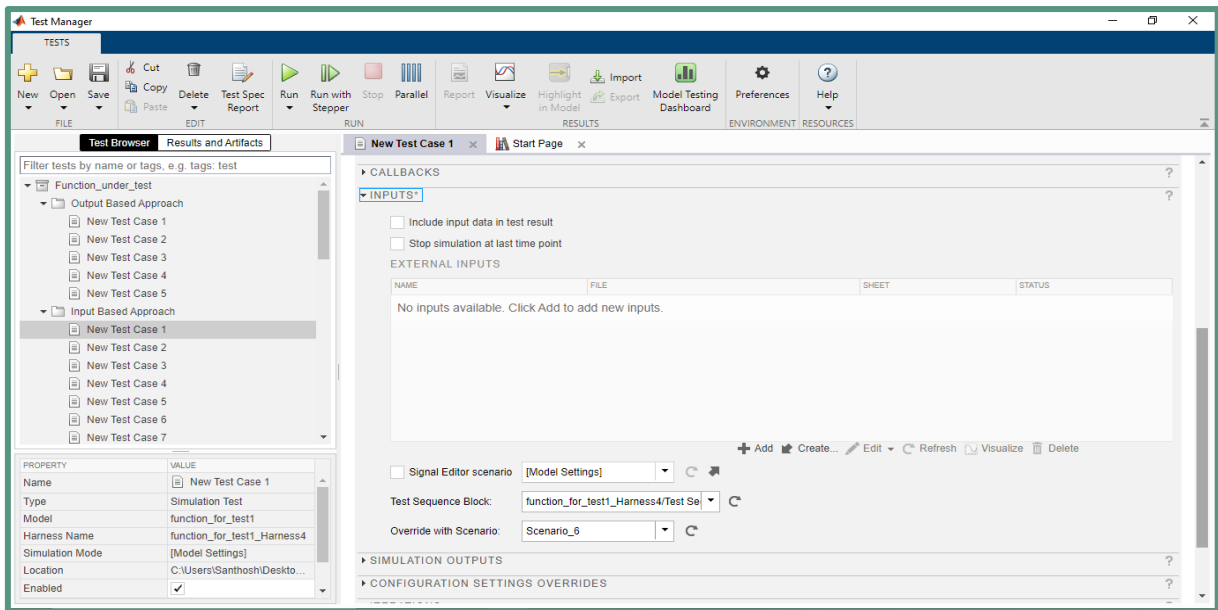 Test Manager
TESTS
New Open Save Cut Copy Paste Delete Test Spec Report Run Run with Stepper Stop Parallel Report Visualize Highlight in Model Import Export Model Testing Dashboard Preferences Help
FILE EDIT RUN RESULTS ENVIRONMENT RESOURCES
Test Browser Results and Artifacts
New Test Case 1 Start Page
Filter tests by name or tags, e.g. tags: test
Function_under_test
Output Based Approach
New Test Case 1
New Test Case 2
New Test Case 3
New Test Case 4
New Test Case 5
Input Based Approach
New Test Case 1
New Test Case 2
New Test Case 3
New Test Case 4
New Test Case 5
New Test Case 6
New Test Case 7
PROPERTY VALUE
Name New Test Case 1
Type Simulation Test
Model function_for_test1
Harness Name function_for_test1_Harness4
Simulation Mode [Model Settings]
Location C:\Users\Santhosh\Deskto...
Enabled
CALLBACKS ?
INPUTS* ?
Include input data in test result
Stop simulation at last time point
EXTERNAL INPUTS
NAME FILE SHEET STATUS
No inputs available. Click Add to add new inputs.
Add Create... Edit Refresh Visualize Delete
Signal Editor scenario [Model Settings]
Test Sequence Block: function_for_test1_Harness4/Test Se
Override with Scenario: Scenario_6
SIMULATION OUTPUTS ?
CONFIGURATION SETTINGS OVERRIDES ?